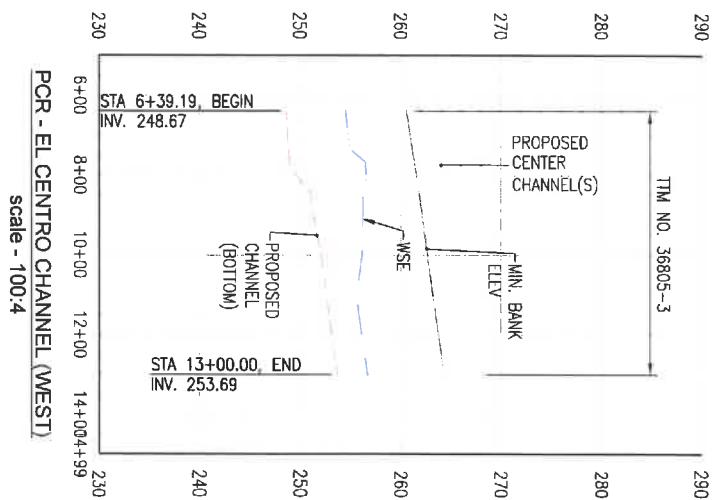 230
240
250
260
270
280
290
STA 6+39.19, BEGIN
INV. 248.67
TTM NO. 36805-3
PROPOSED
CENTER
CHANNEL(S)
MIN. BANK
ELEV
WSE
PROPOSED
CHANNEL
(BOTTOM)
STA 13+00.00, END
INV. 253.69
6+00
8+00
10+00
12+00
14+00
14+99
230
240
250
260
270
280
290
PCR - EL CENTRO CHANNEL (WEST)
scale - 100:4